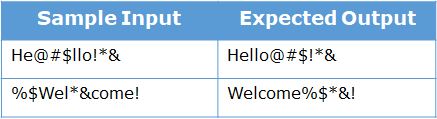 Sample Input Expected Output
He@#$llo!*& Hello@#$!*&
%$Wel*&come! Welcome%$*&!